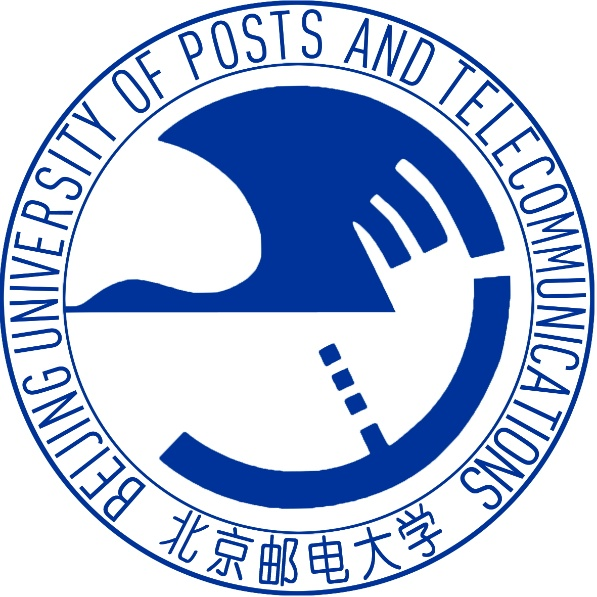 BEIJING UNIVERSITY OF POSTS AND TELECOMMUNICATIONS
北京邮电大学